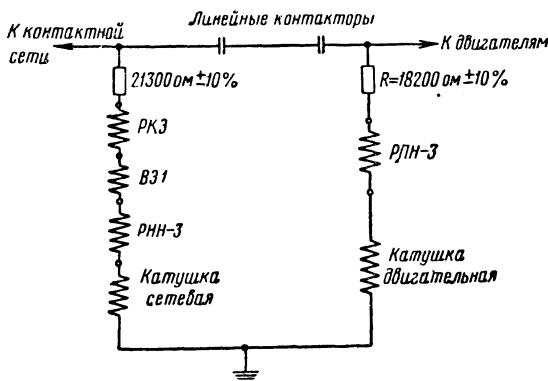 Линейные контакторы
К контактной
сети
К двигателям
21300 ом ±10%
R=18200 ом ±10%
РКЗ
РПН-3
ВЗ1
РНН-3
Катушка
сетевая
Катушка
двигательная